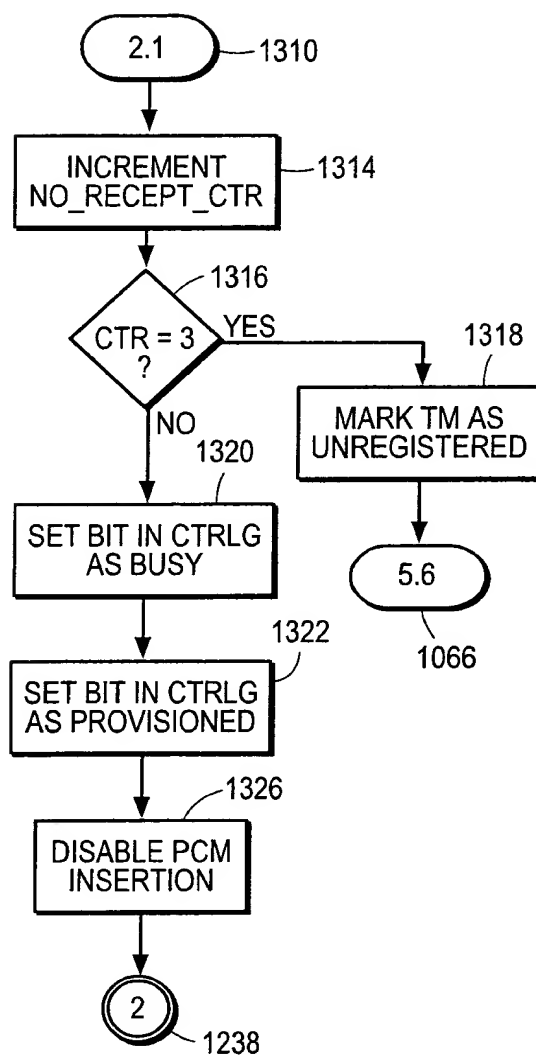 2.1
1310
INCREMENT
NO_RECEPT_CTR
1314
1316
CTR = 3
?
YES
NO
1318
MARK TM AS
UNREGISTERED
1320
SET BIT IN CTRLG
AS BUSY
5.6
1066
1322
SET BIT IN CTRLG
AS PROVISIONED
1326
DISABLE PCM
INSERTION
2
1238